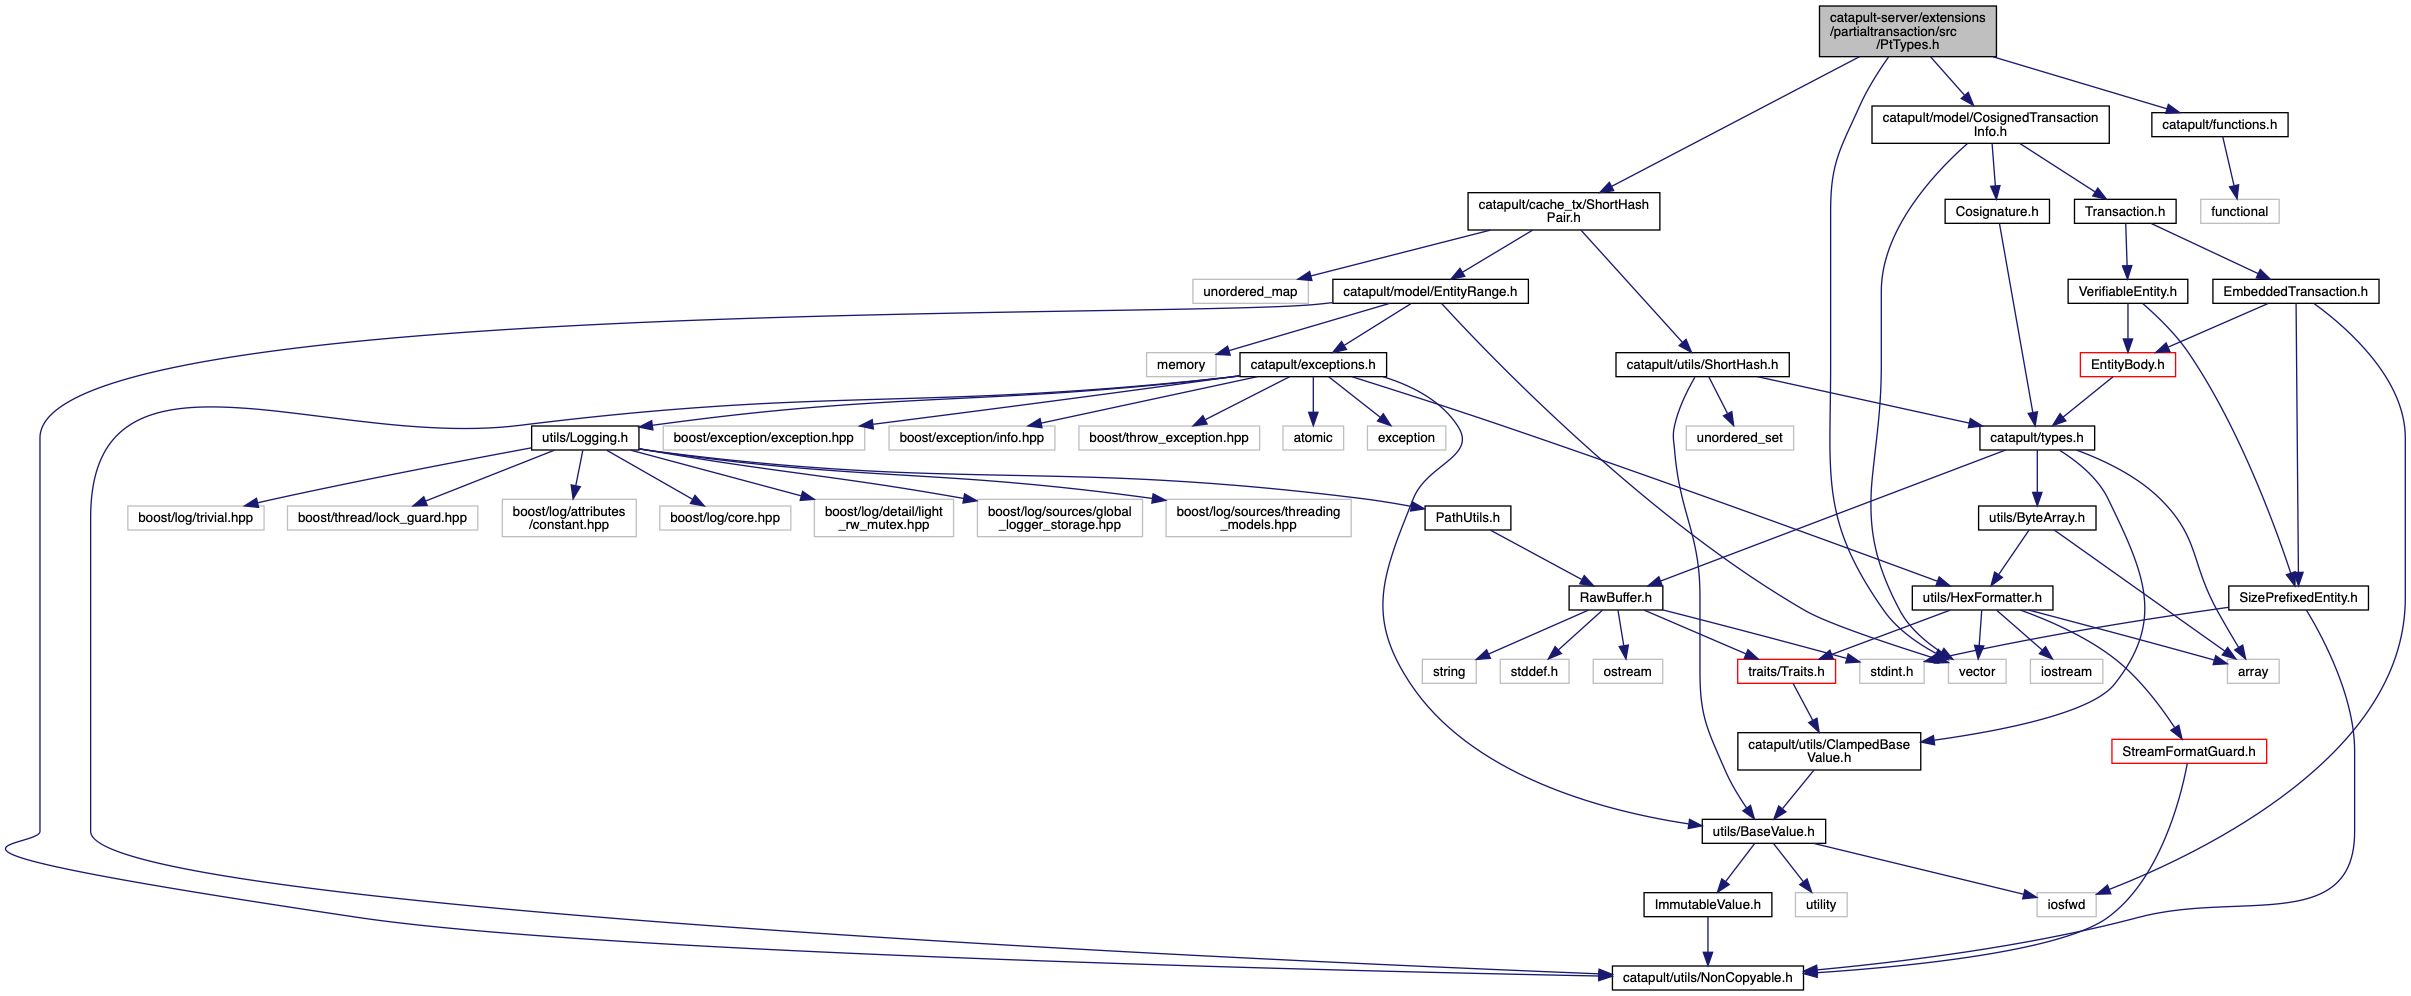 catapult-server/extensions
/partialtransaction/src
/PtTypes.h
catapult/model/CosignedTransaction
Info.h
catapult/functions.h
catapult/cache_tx/ShortHash
Pair.h
Cosignature.h
Transaction.h
functional
unordered_map
catapult/model/EntityRange.h
VerifiableEntity.h
EmbeddedTransaction.h
memory
catapult/exceptions.h
catapult/utils/ShortHash.h
EntityBody.h
utils/Logging.h
boost/exception/exception.hpp
boost/exception/info.hpp
boost/throw_exception.hpp
atomic
exception
unordered_set
catapult/types.h
boost/log/trivial.hpp
boost/thread/lock_guard.hpp
boost/log/attributes
/constant.hpp
boost/log/core.hpp
boost/log/detail/light
_rw_mutex.hpp
boost/log/sources/global
_logger_storage.hpp
boost/log/sources/threading
_models.hpp
PathUtils.h
utils/ByteArray.h
RawBuffer.h
utils/HexFormatter.h
SizePrefixedEntity.h
string
stddef.h
ostream
traits/Traits.h
stdint.h
vector
iostream
array
catapult/utils/ClampedBase
Value.h
StreamFormatGuard.h
utils/BaseValue.h
ImmutableValue.h
utility
iosfwd
catapult/utils/NonCopyable.h